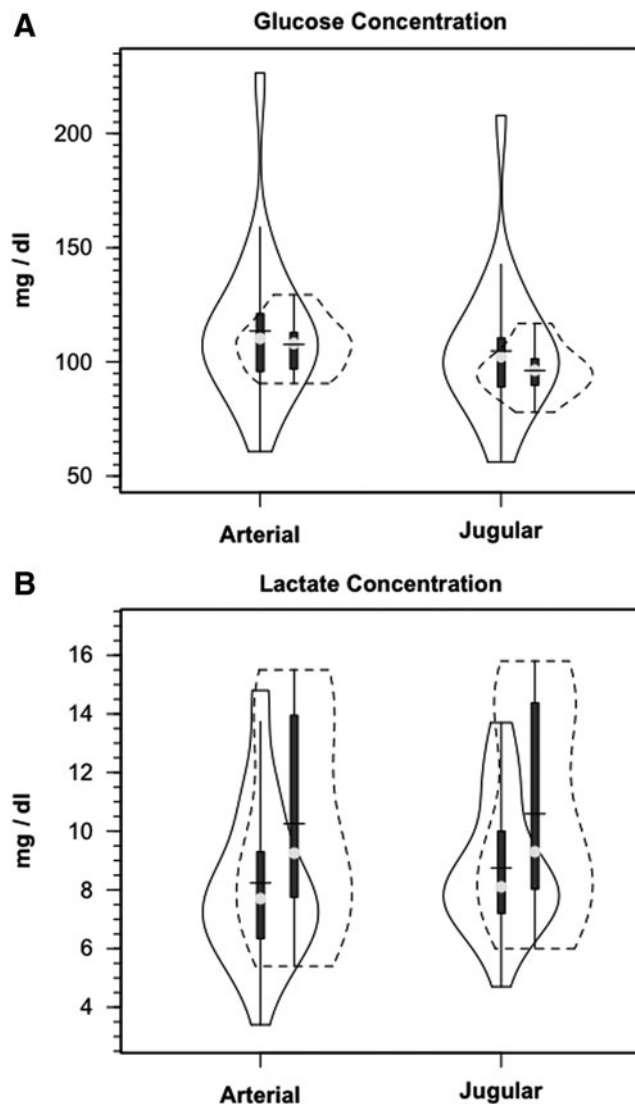 A
Glucose Concentration
mg / dl
200
150
100
50
Arterial
Jugular
B
Lactate Concentration
mg / dl
16
14
12
10
8
6
4
Arterial
Jugular